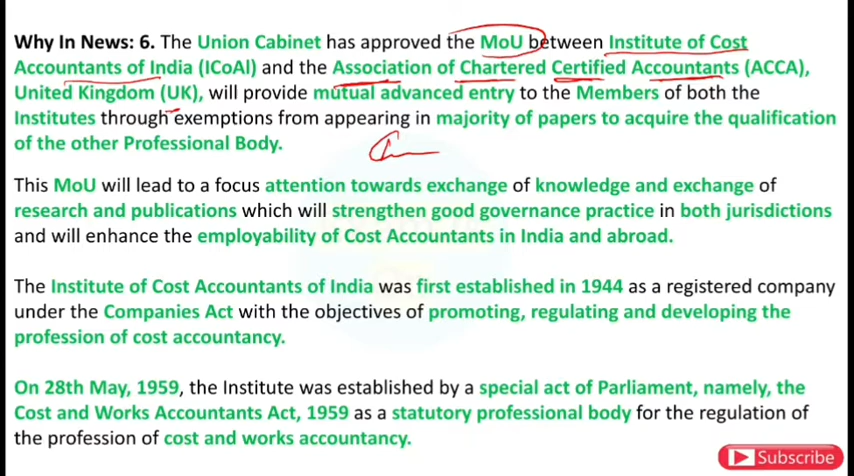 Why In News: 6. The Union Cabinet has approved the MoU between Institute of Cost
Accountants of India (ICoAI) and the Association of Chartered Certified Accountants (ACCA),
United Kingdom (UK), will provide mutual advanced entry to the Members of both the
Institutes through exemptions from appearing in majority of papers to acquire the qualification
of the other Professional Body.
This MoU will lead to a focus attention towards exchange of knowledge and exchange of
research and publications which will strengthen good governance practice in both jurisdictions
and will enhance the employability of Cost Accountants in India and abroad.
The Institute of Cost Accountants of India was first established in 1944 as a registered company
under the Companies Act with the objectives of promoting, regulating and developing the
profession of cost accountancy.
On 28th May, 1959, the Institute was established by a special act of Parliament, namely, the
Cost and Works Accountants Act, 1959 as a statutory professional body for the regulation of
the profession of cost and works accountancy.
Subscribe